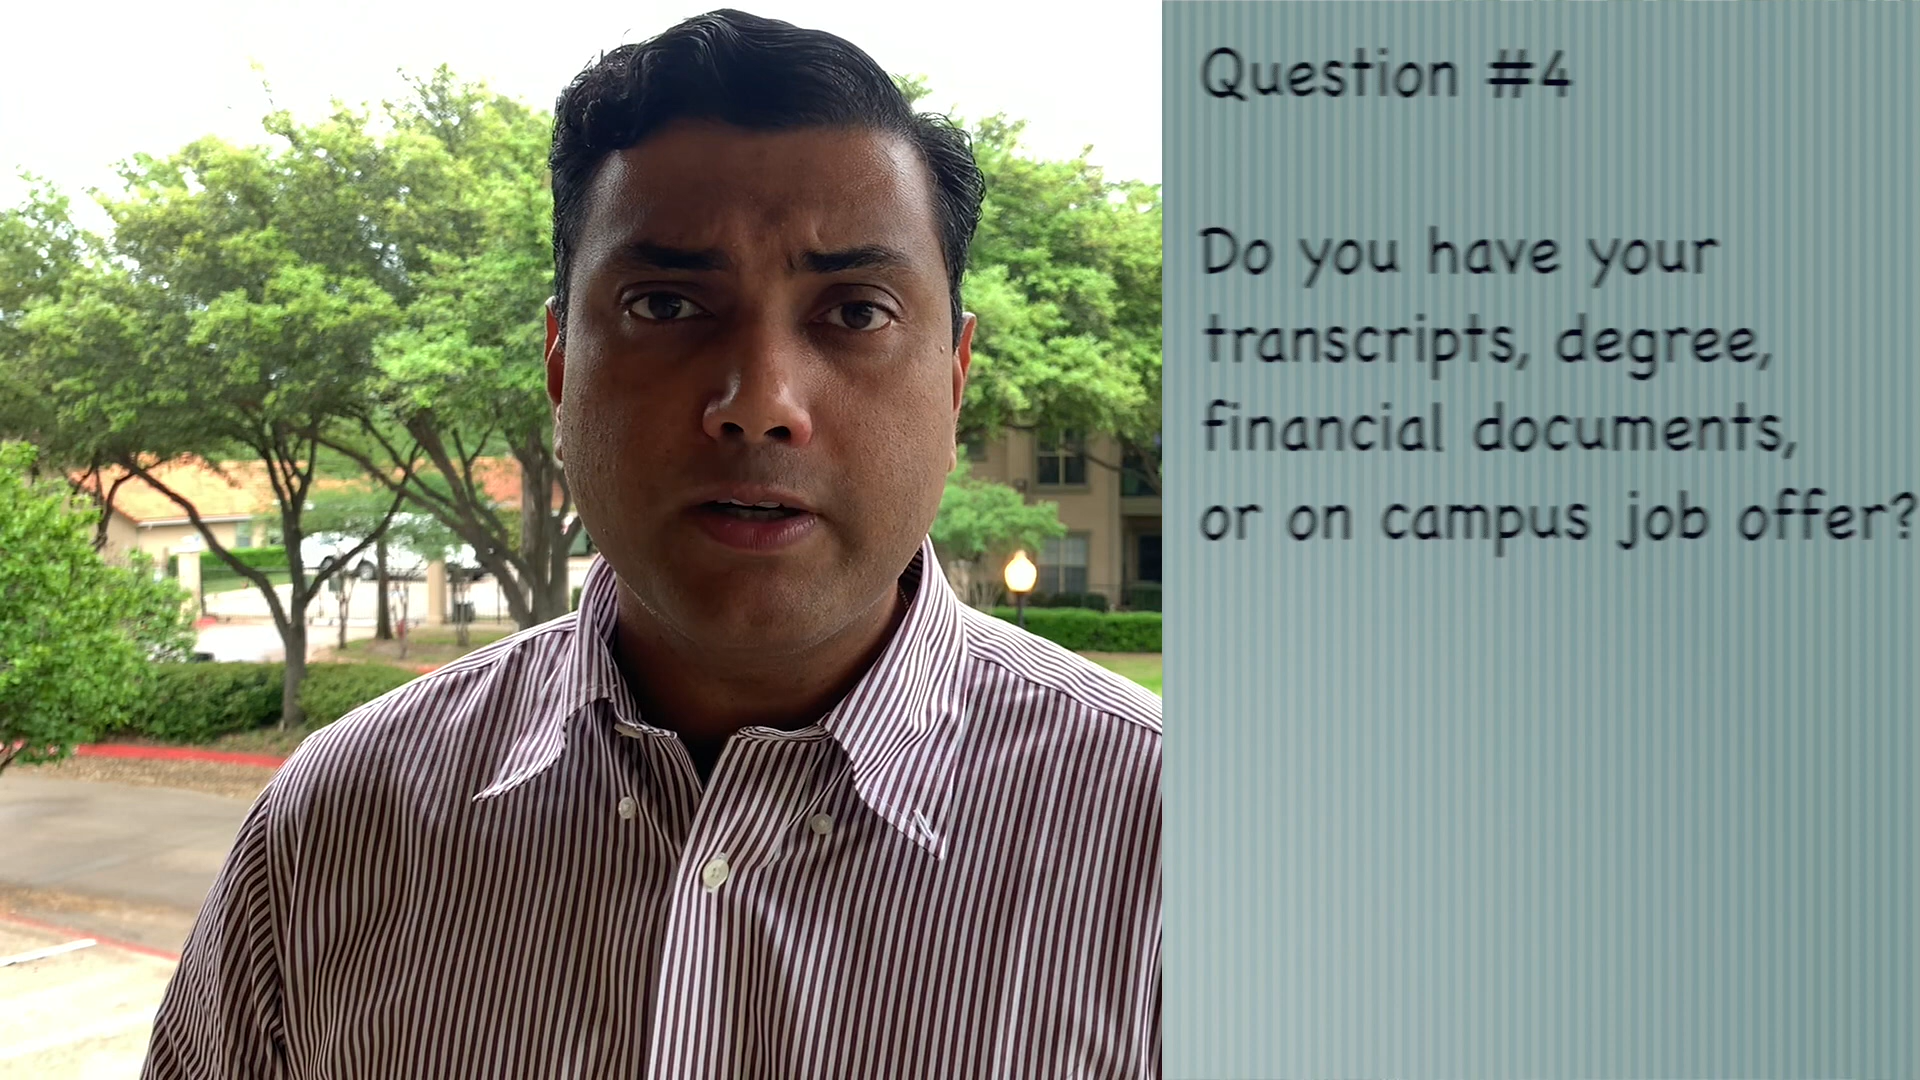 Question #4
Do you have your
transcripts, degree,
financial documents,
or on campus job offer?